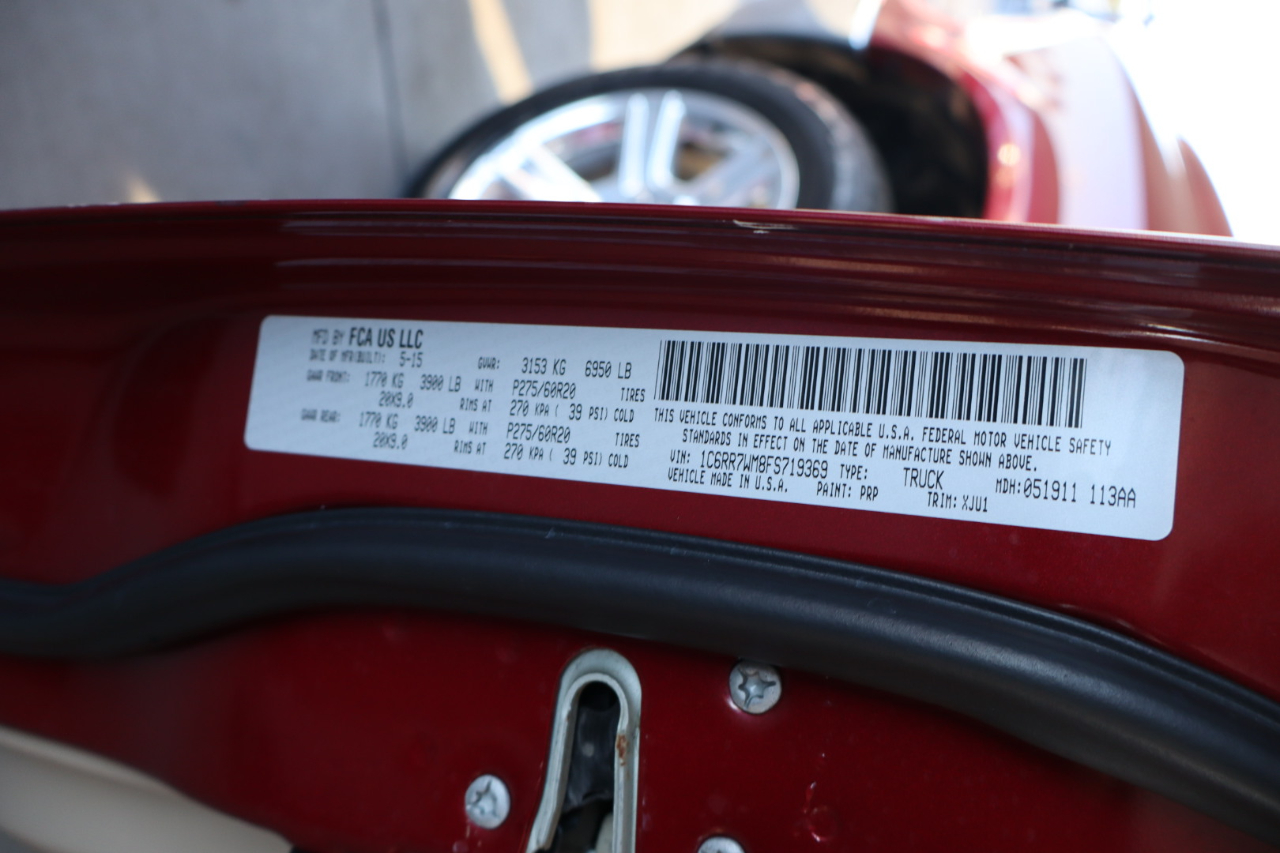 MFD BY FCA US LLC
DATE OF MFR(BUILT): 5-15 GVWR: 3153 KG 6950 LB
GAWR FRONT: 1770 KG 3900 LB WITH P275/60R20 TIRES
20X9.0 RIMS AT 270 KPA ( 39 PSI) COLD
GAWR REAR: 1770 KG 3900 LB WITH P275/60R20 TIRES
20X9.0 RIMS AT 270 KPA ( 39 PSI) COLD
THIS VEHICLE CONFORMS TO ALL APPLICABLE U.S.A. FEDERAL MOTOR VEHICLE SAFETY
STANDARDS IN EFFECT ON THE DATE OF MANUFACTURE SHOWN ABOVE.
VIN: 1C6RR7WM8FS719369 TYPE: TRUCK MDH: 051911 113AA
VEHICLE MADE IN U.S.A. PAINT: PRP TRIM: XJU1